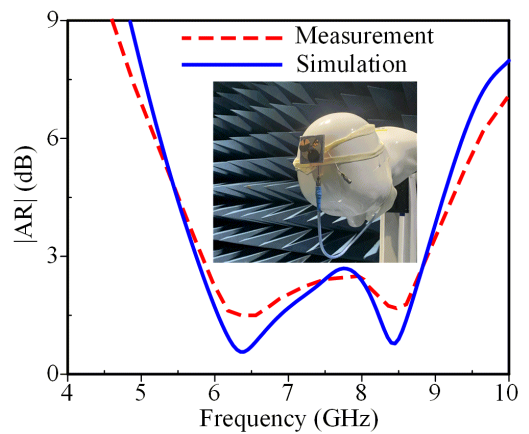 Measurement
Simulation
|AR| (dB)
9
6
3
0
4 5 6 7 8 9 10
Frequency (GHz)